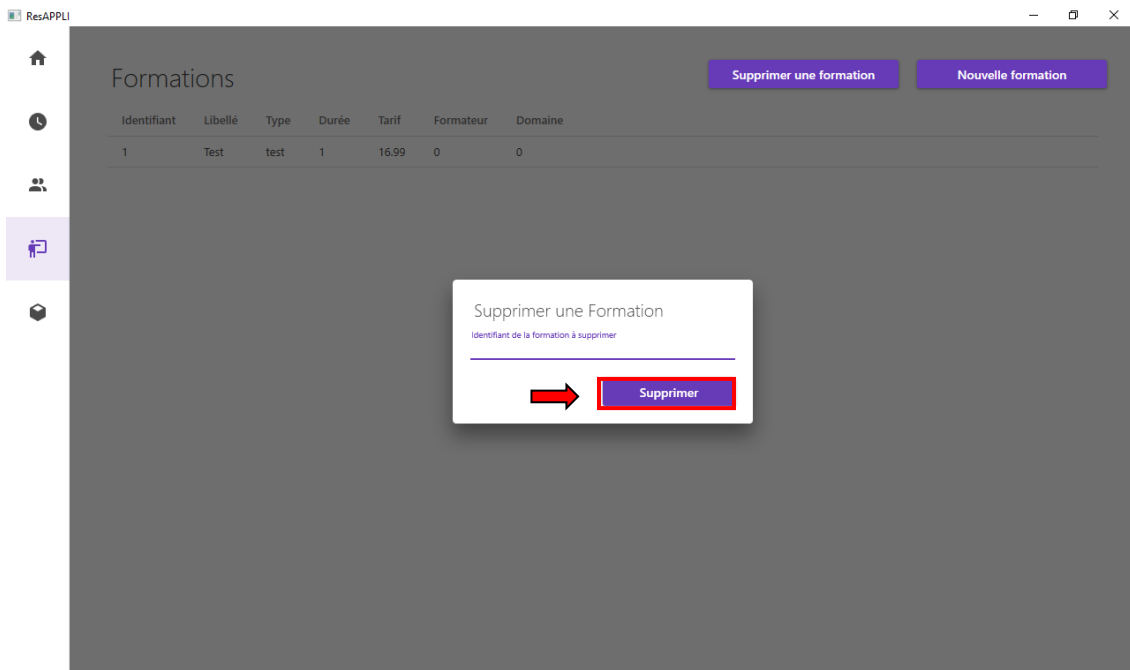 ResAPPLI
Formations
Supprimer une formation
Nouvelle formation
Identifiant Libellé Type Durée Tarif Formateur Domaine
1 Test test 1 16.99 0 0
Supprimer une Formation
Identifiant de la formation à supprimer
Supprimer